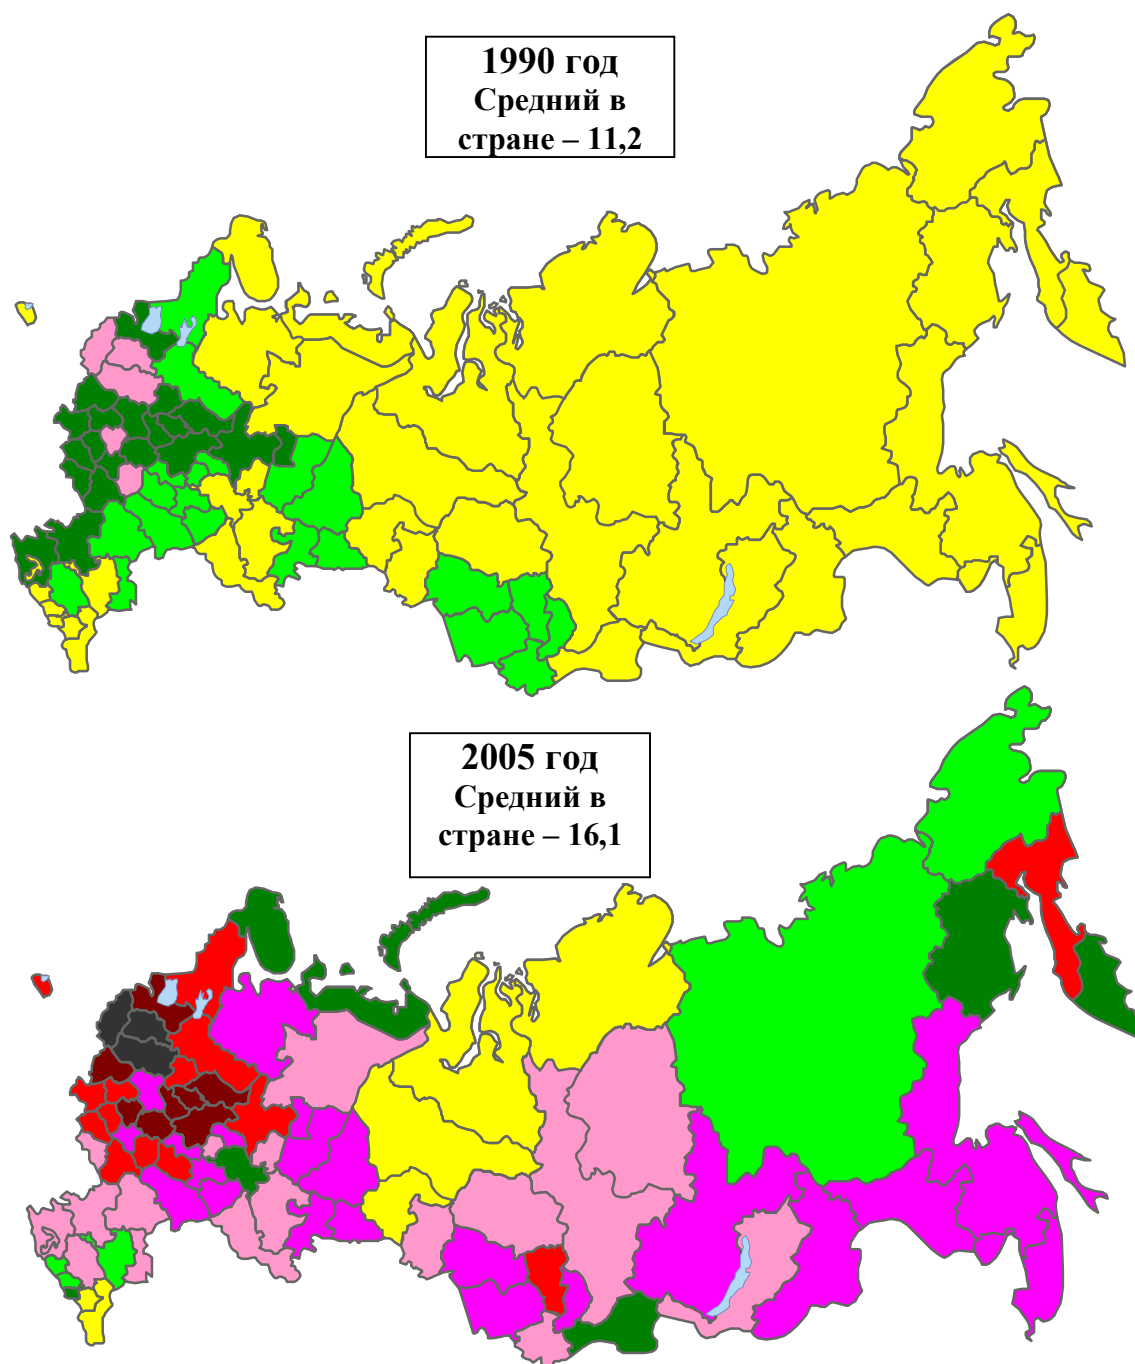 1990 год
Средний в
стране – 11,2
2005 год
Средний в
стране – 16,1